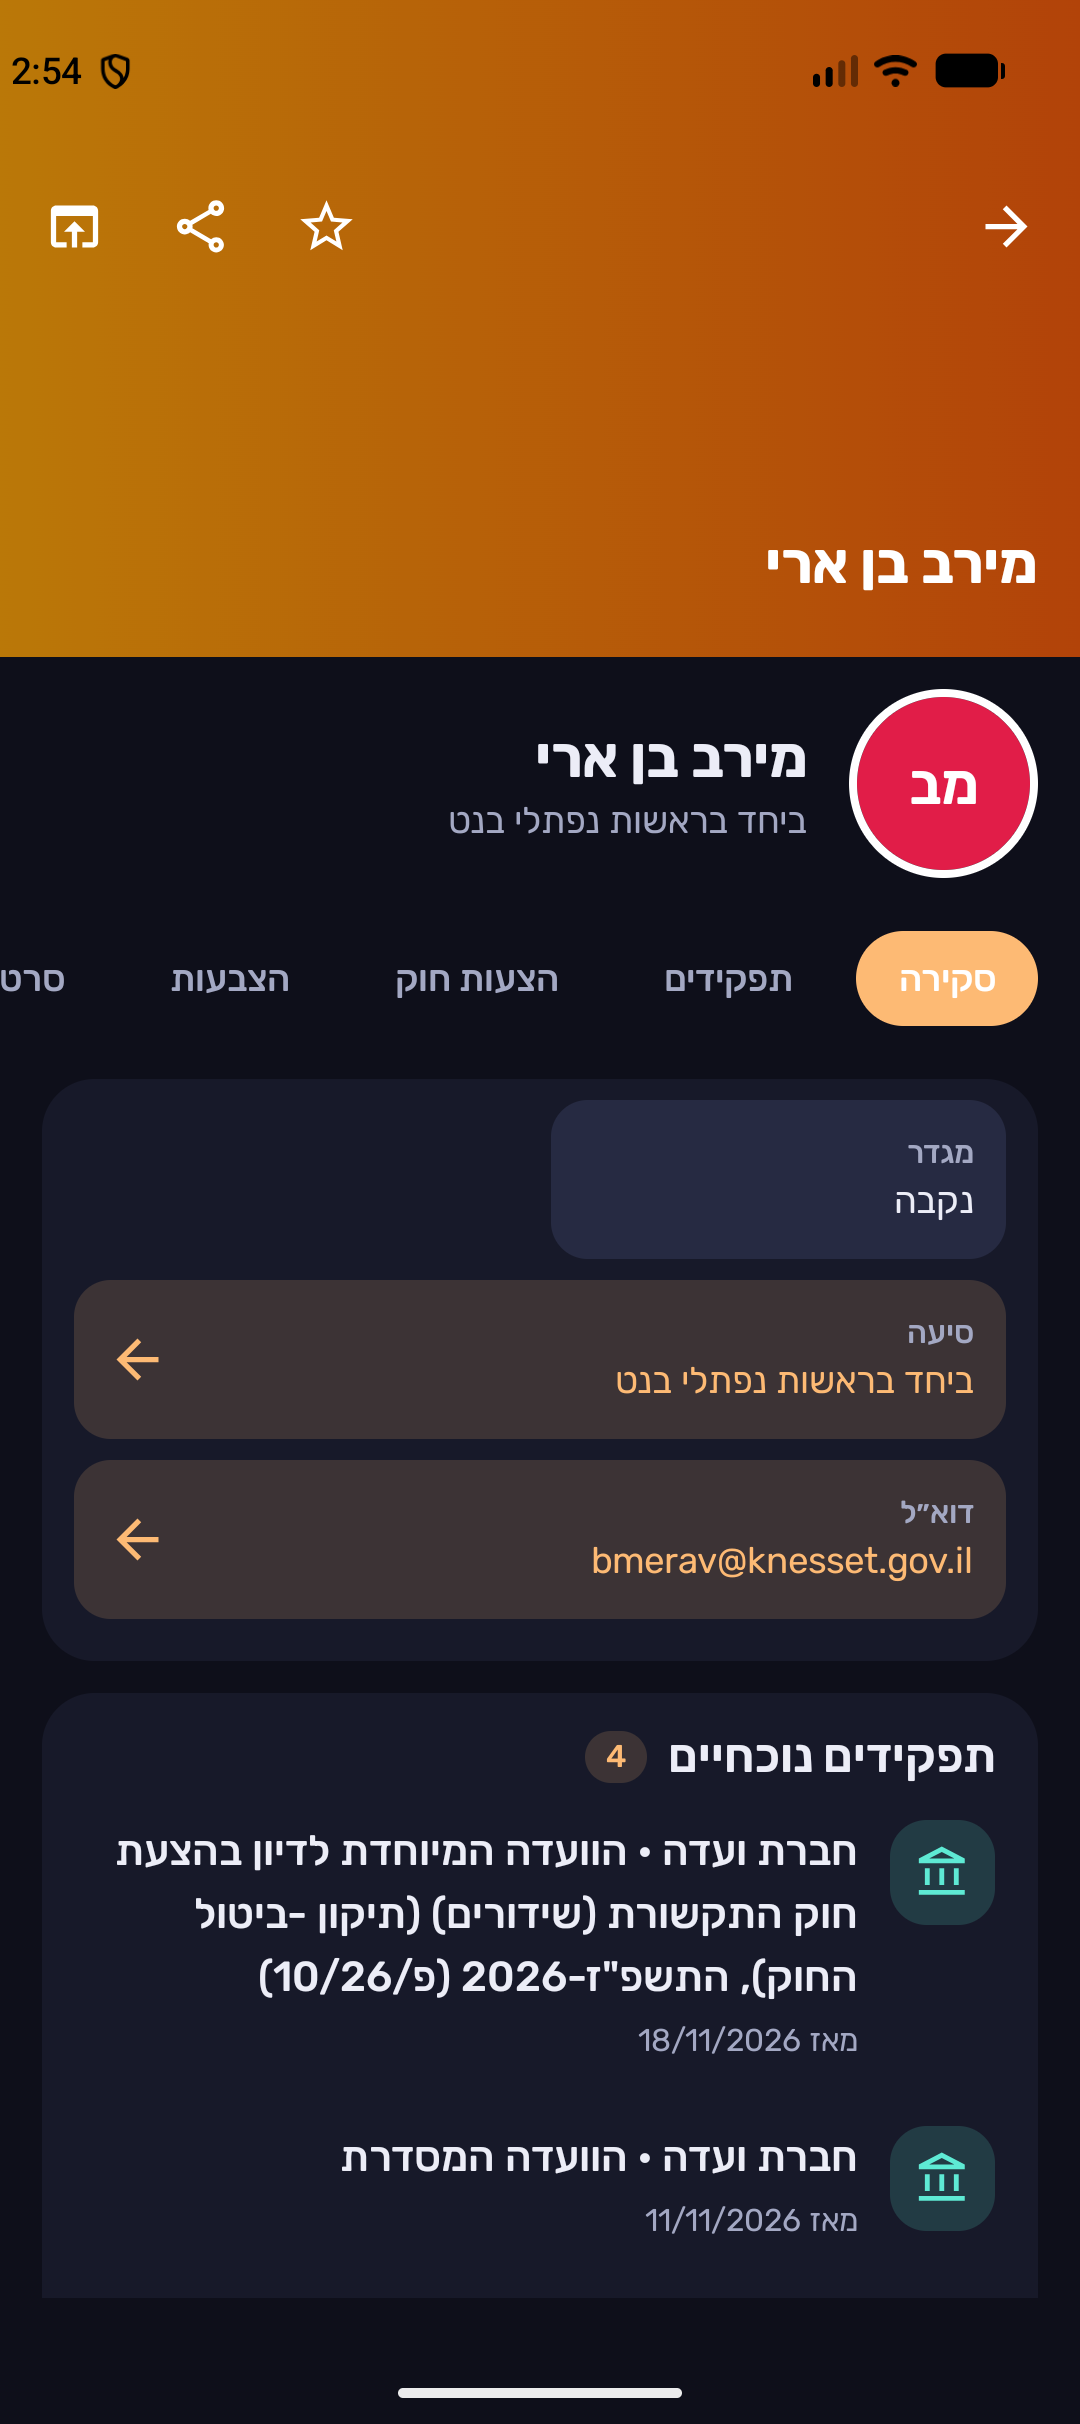 2:54
מירב בן ארי
מב
מירב בן ארי
ביחד בראשות נפתלי בנט
סקירה
תפקידים
הצעות חוק
הצבעות
סרט
מגדר
נקבה
סיעה
ביחד בראשות נפתלי בנט
דוא״ל
bmerav@knesset.gov.il
תפקידים נוכחיים 4
חברת ועדה • הוועדה המיוחדת לדיון בהצעת
חוק התקשורת (שידורים) (תיקון -ביטול
החוק), התשפ"ז-2026 (פ/10/26)
מאז 18/11/2026
חברת ועדה • הוועדה המסדרת
מאז 11/11/2026